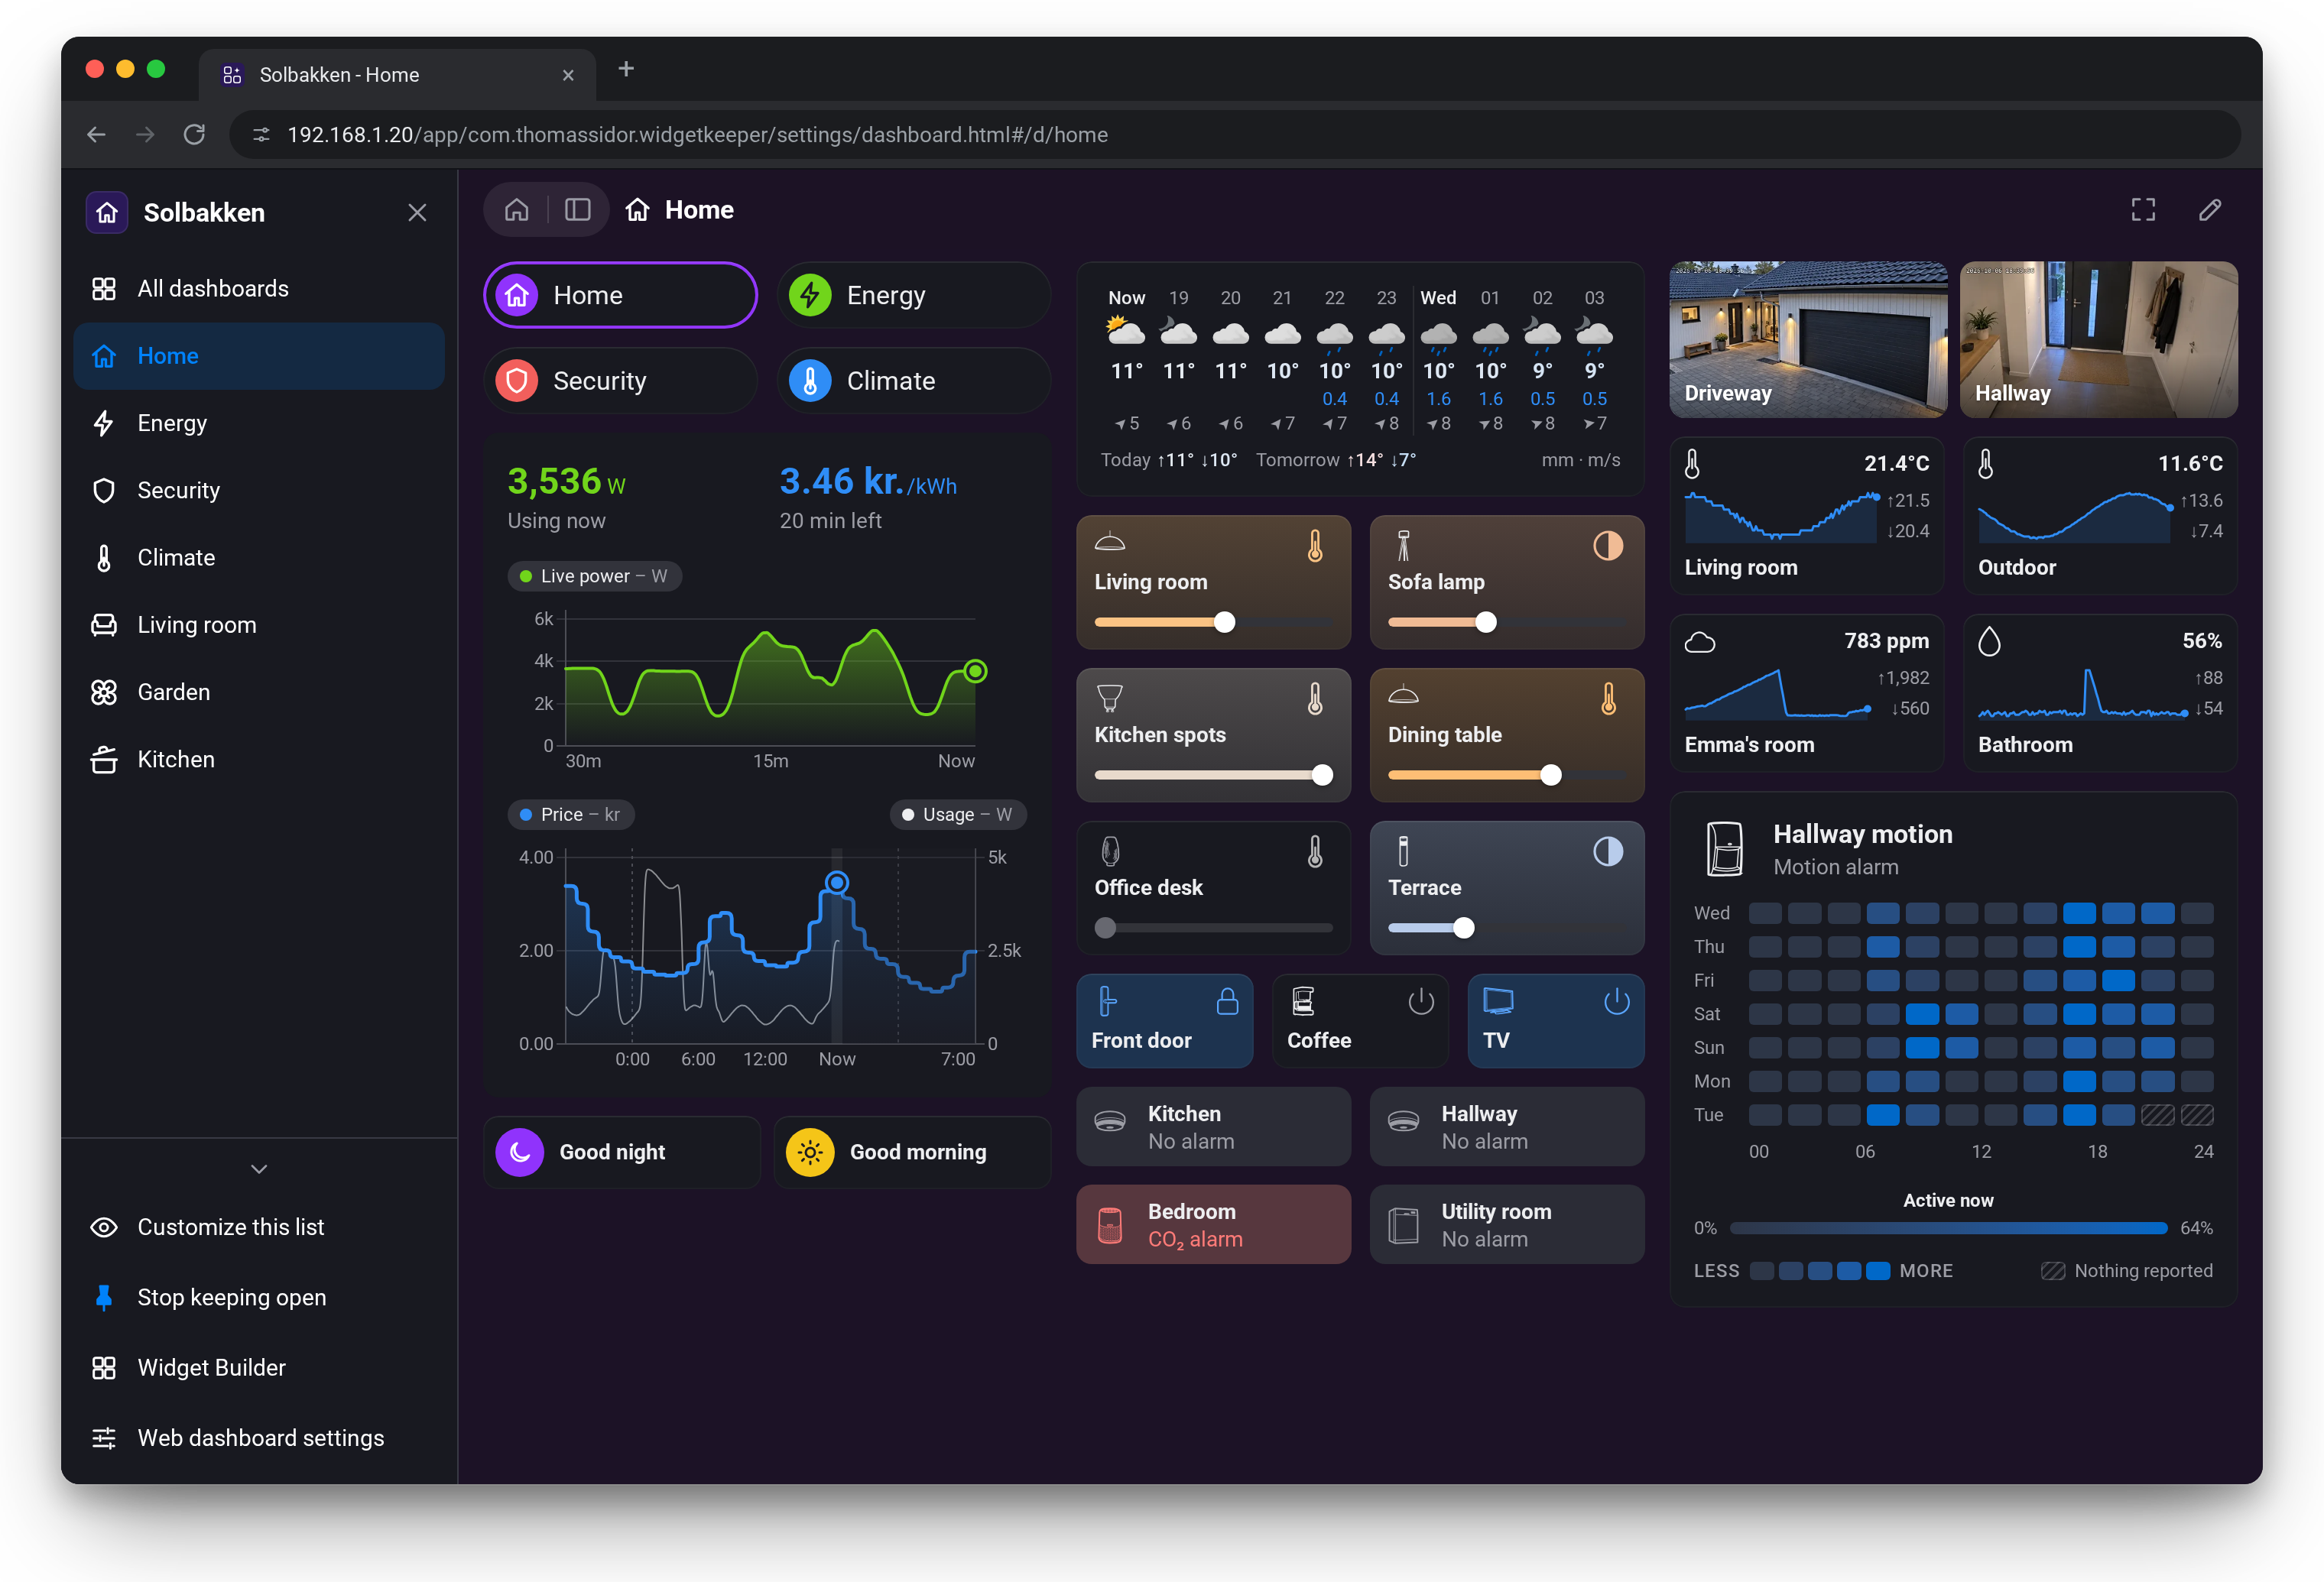 Solbakken - Home
192.168.1.20/app/com.thomassidor.widgetkeeper/settings/dashboard.html#/d/home
Solbakken
All dashboards
Home
Energy
Security
Climate
Living room
Garden
Kitchen
Customize this list
Stop keeping open
Widget Builder
Web dashboard settings
Home
Home
Energy
Security
Climate
3,536 W
Using now
3.46 kr./kWh
20 min left
Live power – W
6k
4k
2k
0
30m 15m Now
Price – kr
Usage – W
4.00 5k
2.00 2.5k
0.00 0
0:00 6:00 12:00 Now 7:00
Good night
Good morning
Now 19 20 21 22 23 Wed 01 02 03
11° 11° 11° 10° 10° 10° 10° 10° 9° 9°
0.4 0.4 1.6 1.6 0.5 0.5
5 6 6 7 7 8 8 8 8 7
Today ↑11° ↓10° Tomorrow ↑14° ↓7° mm · m/s
Living room
Sofa lamp
Kitchen spots
Dining table
Office desk
Terrace
Front door
Coffee
TV
Kitchen
No alarm
Hallway
No alarm
Bedroom
CO₂ alarm
Utility room
No alarm
Driveway
Hallway
21.4°C
↑21.5
↓20.4
Living room
11.6°C
↑13.6
↓7.4
Outdoor
783 ppm
↑1,982
↓560
Emma's room
56%
↑88
↓54
Bathroom
Hallway motion
Motion alarm
Wed
Thu
Fri
Sat
Sun
Mon
Tue
00 06 12 18 24
Active now
0% 64%
LESS MORE
Nothing reported